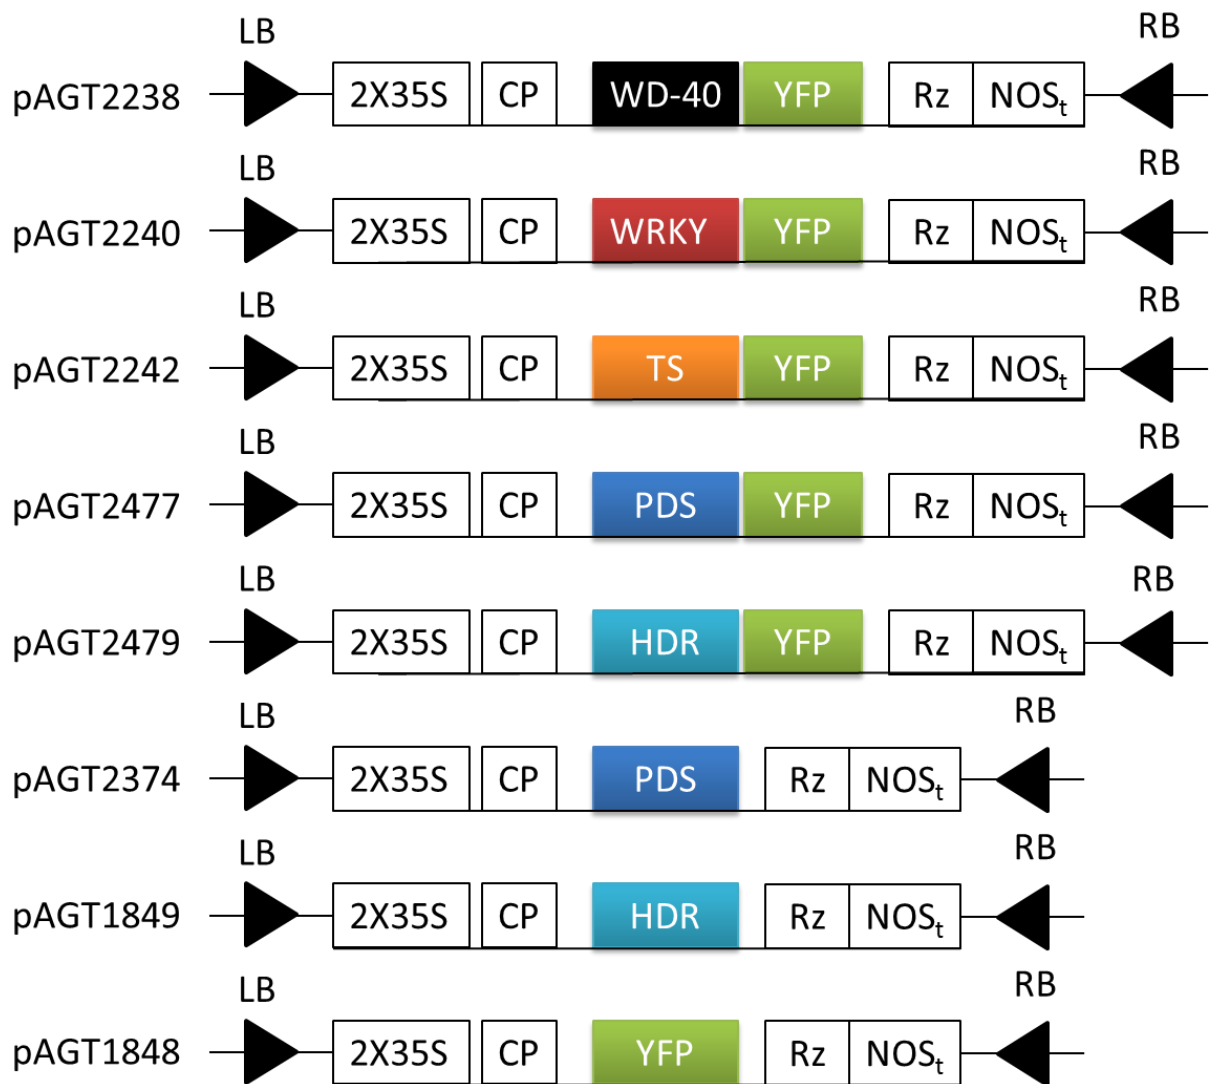 LB RB
pAGT2238 2X35S CP WD-40 YFP Rz NOSt
LB RB
pAGT2240 2X35S CP WRKY YFP Rz NOSt
LB RB
pAGT2242 2X35S CP TS YFP Rz NOSt
LB RB
pAGT2477 2X35S CP PDS YFP Rz NOSt
LB RB
pAGT2479 2X35S CP HDR YFP Rz NOSt
LB RB
pAGT2374 2X35S CP PDS Rz NOSt
LB RB
pAGT1849 2X35S CP HDR Rz NOSt
LB RB
pAGT1848 2X35S CP YFP Rz NOSt